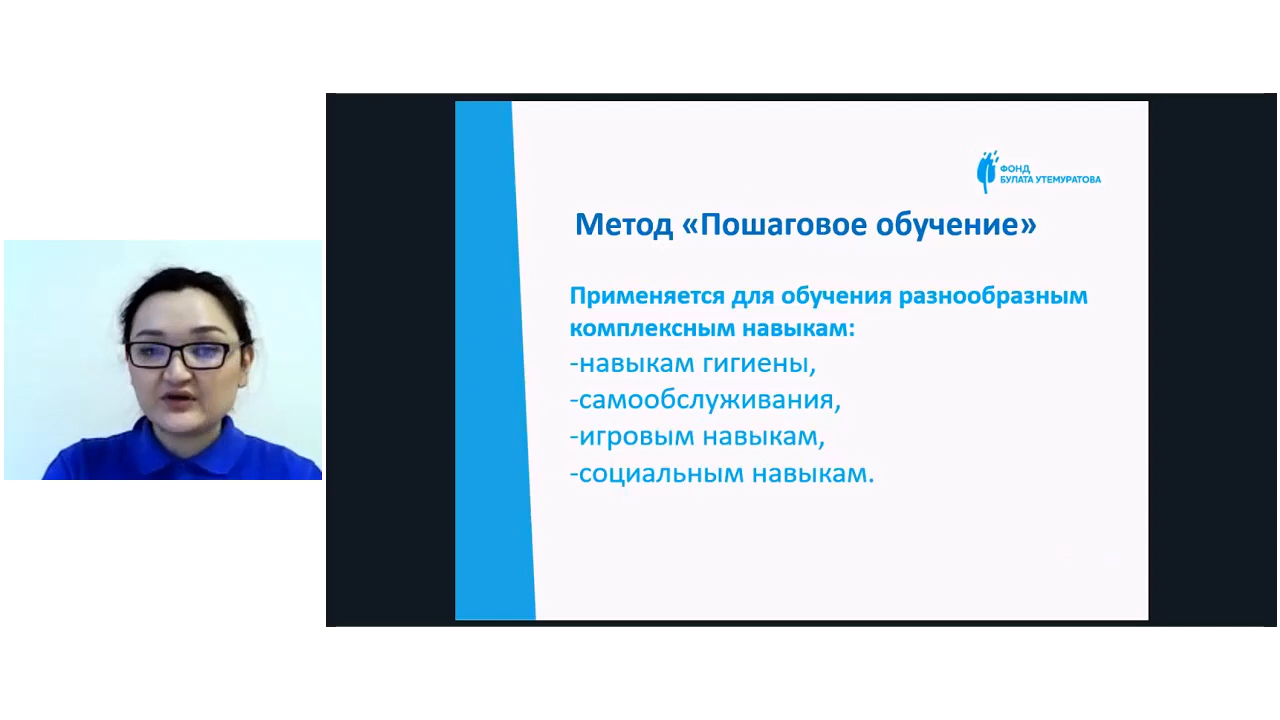 ФОНД
БУЛАТА УТЕМУРАТОВА
Метод «Пошаговое обучение»
Применяется для обучения разнообразным
комплексным навыкам:
-навыкам гигиены,
-самообслуживания,
-игровым навыкам,
-социальным навыкам.